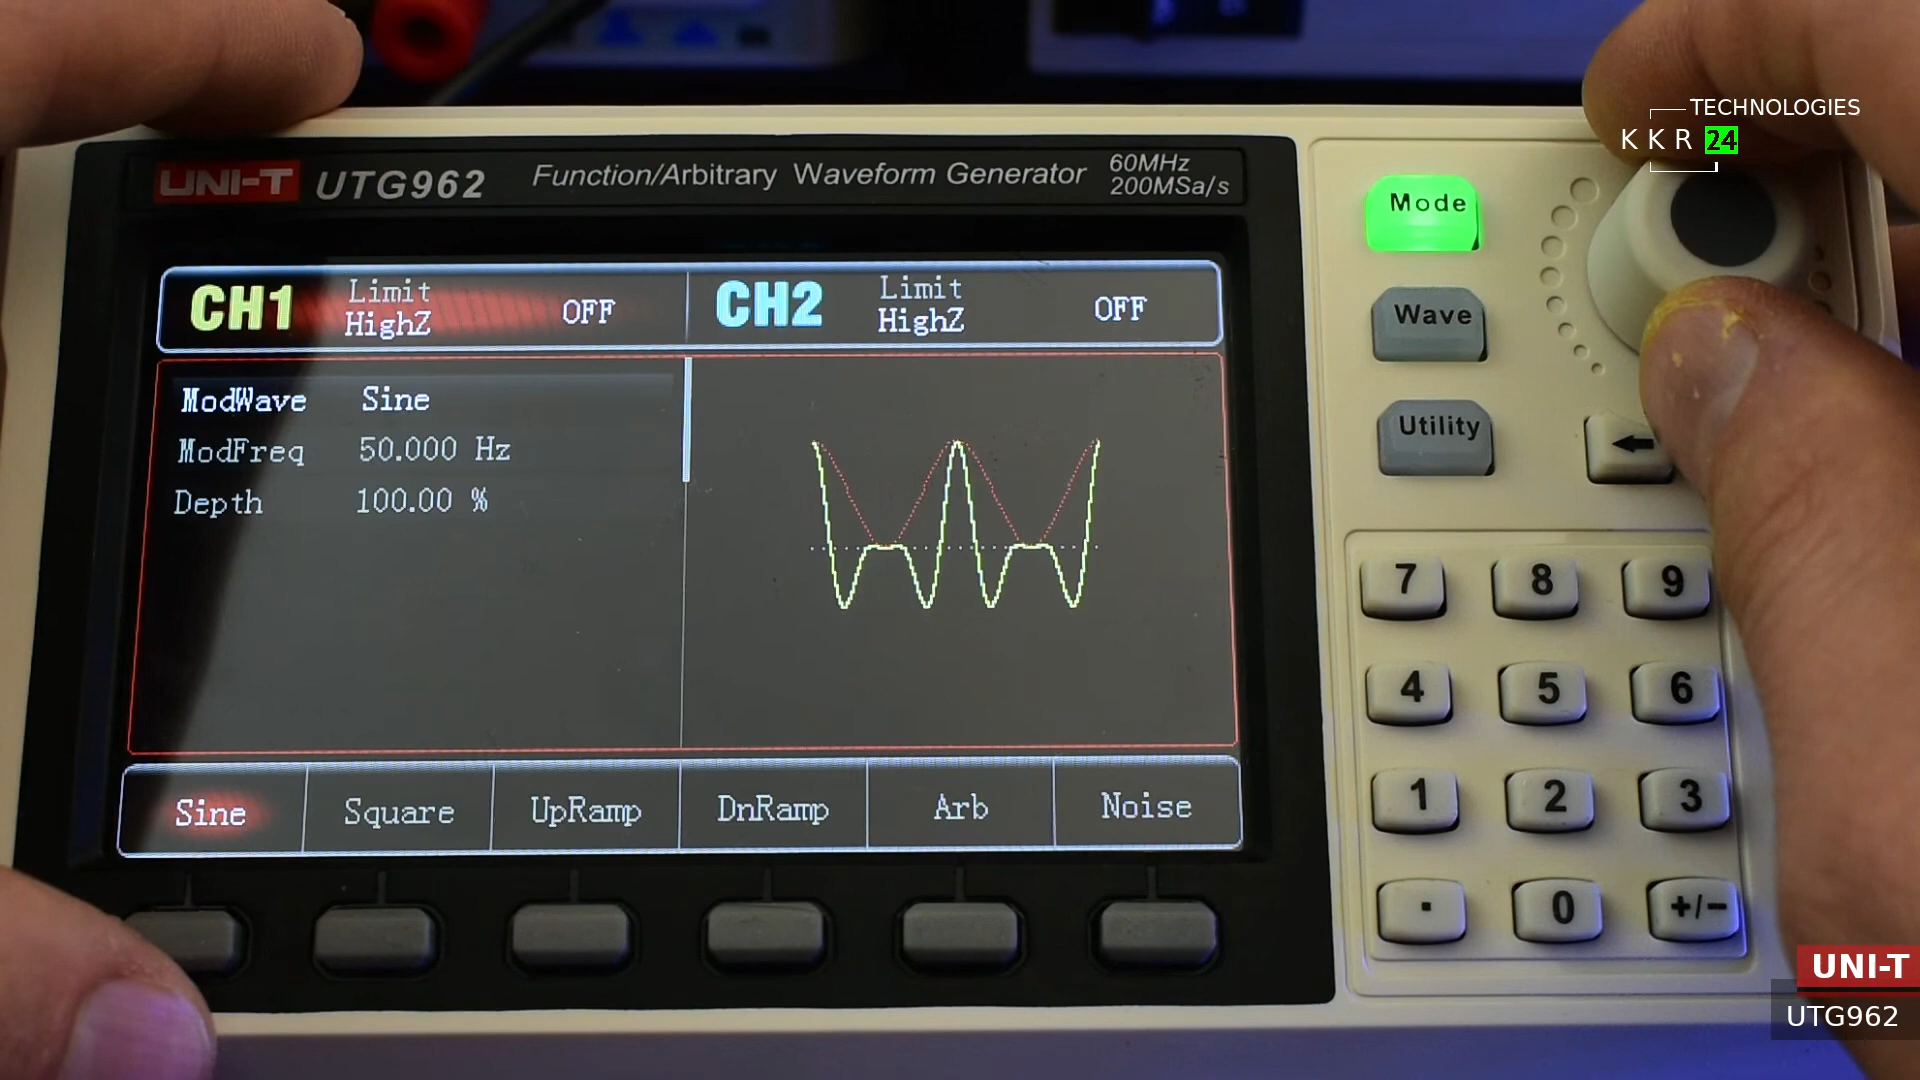 TECHNOLOGIES
KKR 24
UNI-T UTG962 Function/Arbitrary Waveform Generator 60MHz
200MSa/s
Mode
CH1 Limit HighZ OFF
CH2 Limit HighZ OFF
Wave
ModWave Sine
ModFreq 50.000 Hz
Depth 100.00 %
Utility
7 8 9
4 5 6
1 2 3
. 0 +/-
Sine Square UpRamp DnRamp Arb Noise
UNI-T
UTG962